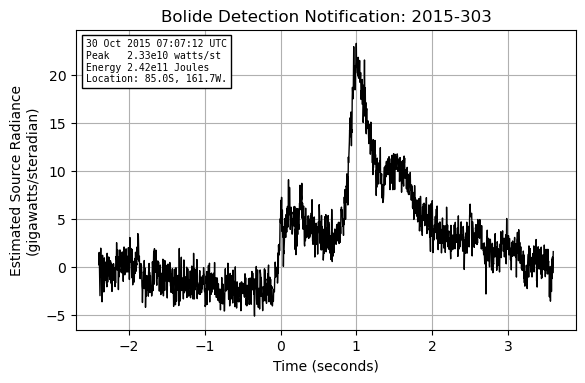 Bolide Detection Notification: 2015-303
30 Oct 2015 07:07:12 UTC
Peak   2.33e10 watts/st
Energy 2.42e11 Joules
Location: 85.0S, 161.7W.
Estimated Source Radiance
(gigawatts/steradian)
20
15
10
5
0
−5
−2
−1
0
1
2
3
Time (seconds)